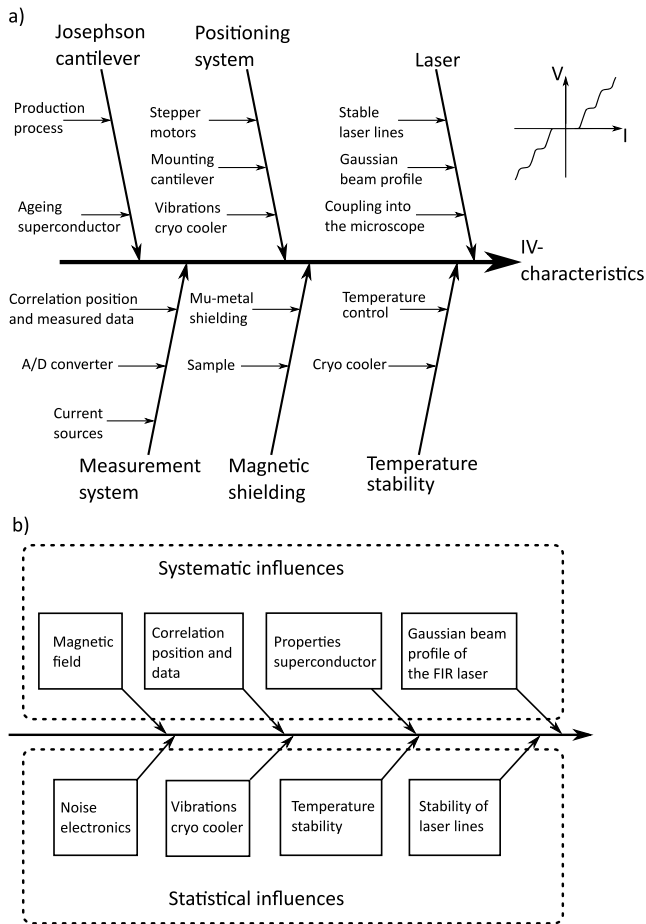 a)
Josephson
cantilever
Positioning
system
Laser
Production
process
Ageing
superconductor
Stepper
motors
Mounting
cantilever
Vibrations
cryo cooler
Stable
laser lines
Gaussian
beam profile
Coupling into
the microscope
V
I
IV-
characteristics
Correlation position
and measured data
A/D converter
Current
sources
Mu-metal
shielding
Sample
Temperature
control
Cryo cooler
Measurement
system
Magnetic
shielding
Temperature
stability
b)
Systematic influences
Magnetic
field
Correlation
position and
data
Properties
superconductor
Gaussian beam
profile of
the FIR laser
Noise
electronics
Vibrations
cryo cooler
Temperature
stability
Stability of
laser lines
Statistical influences